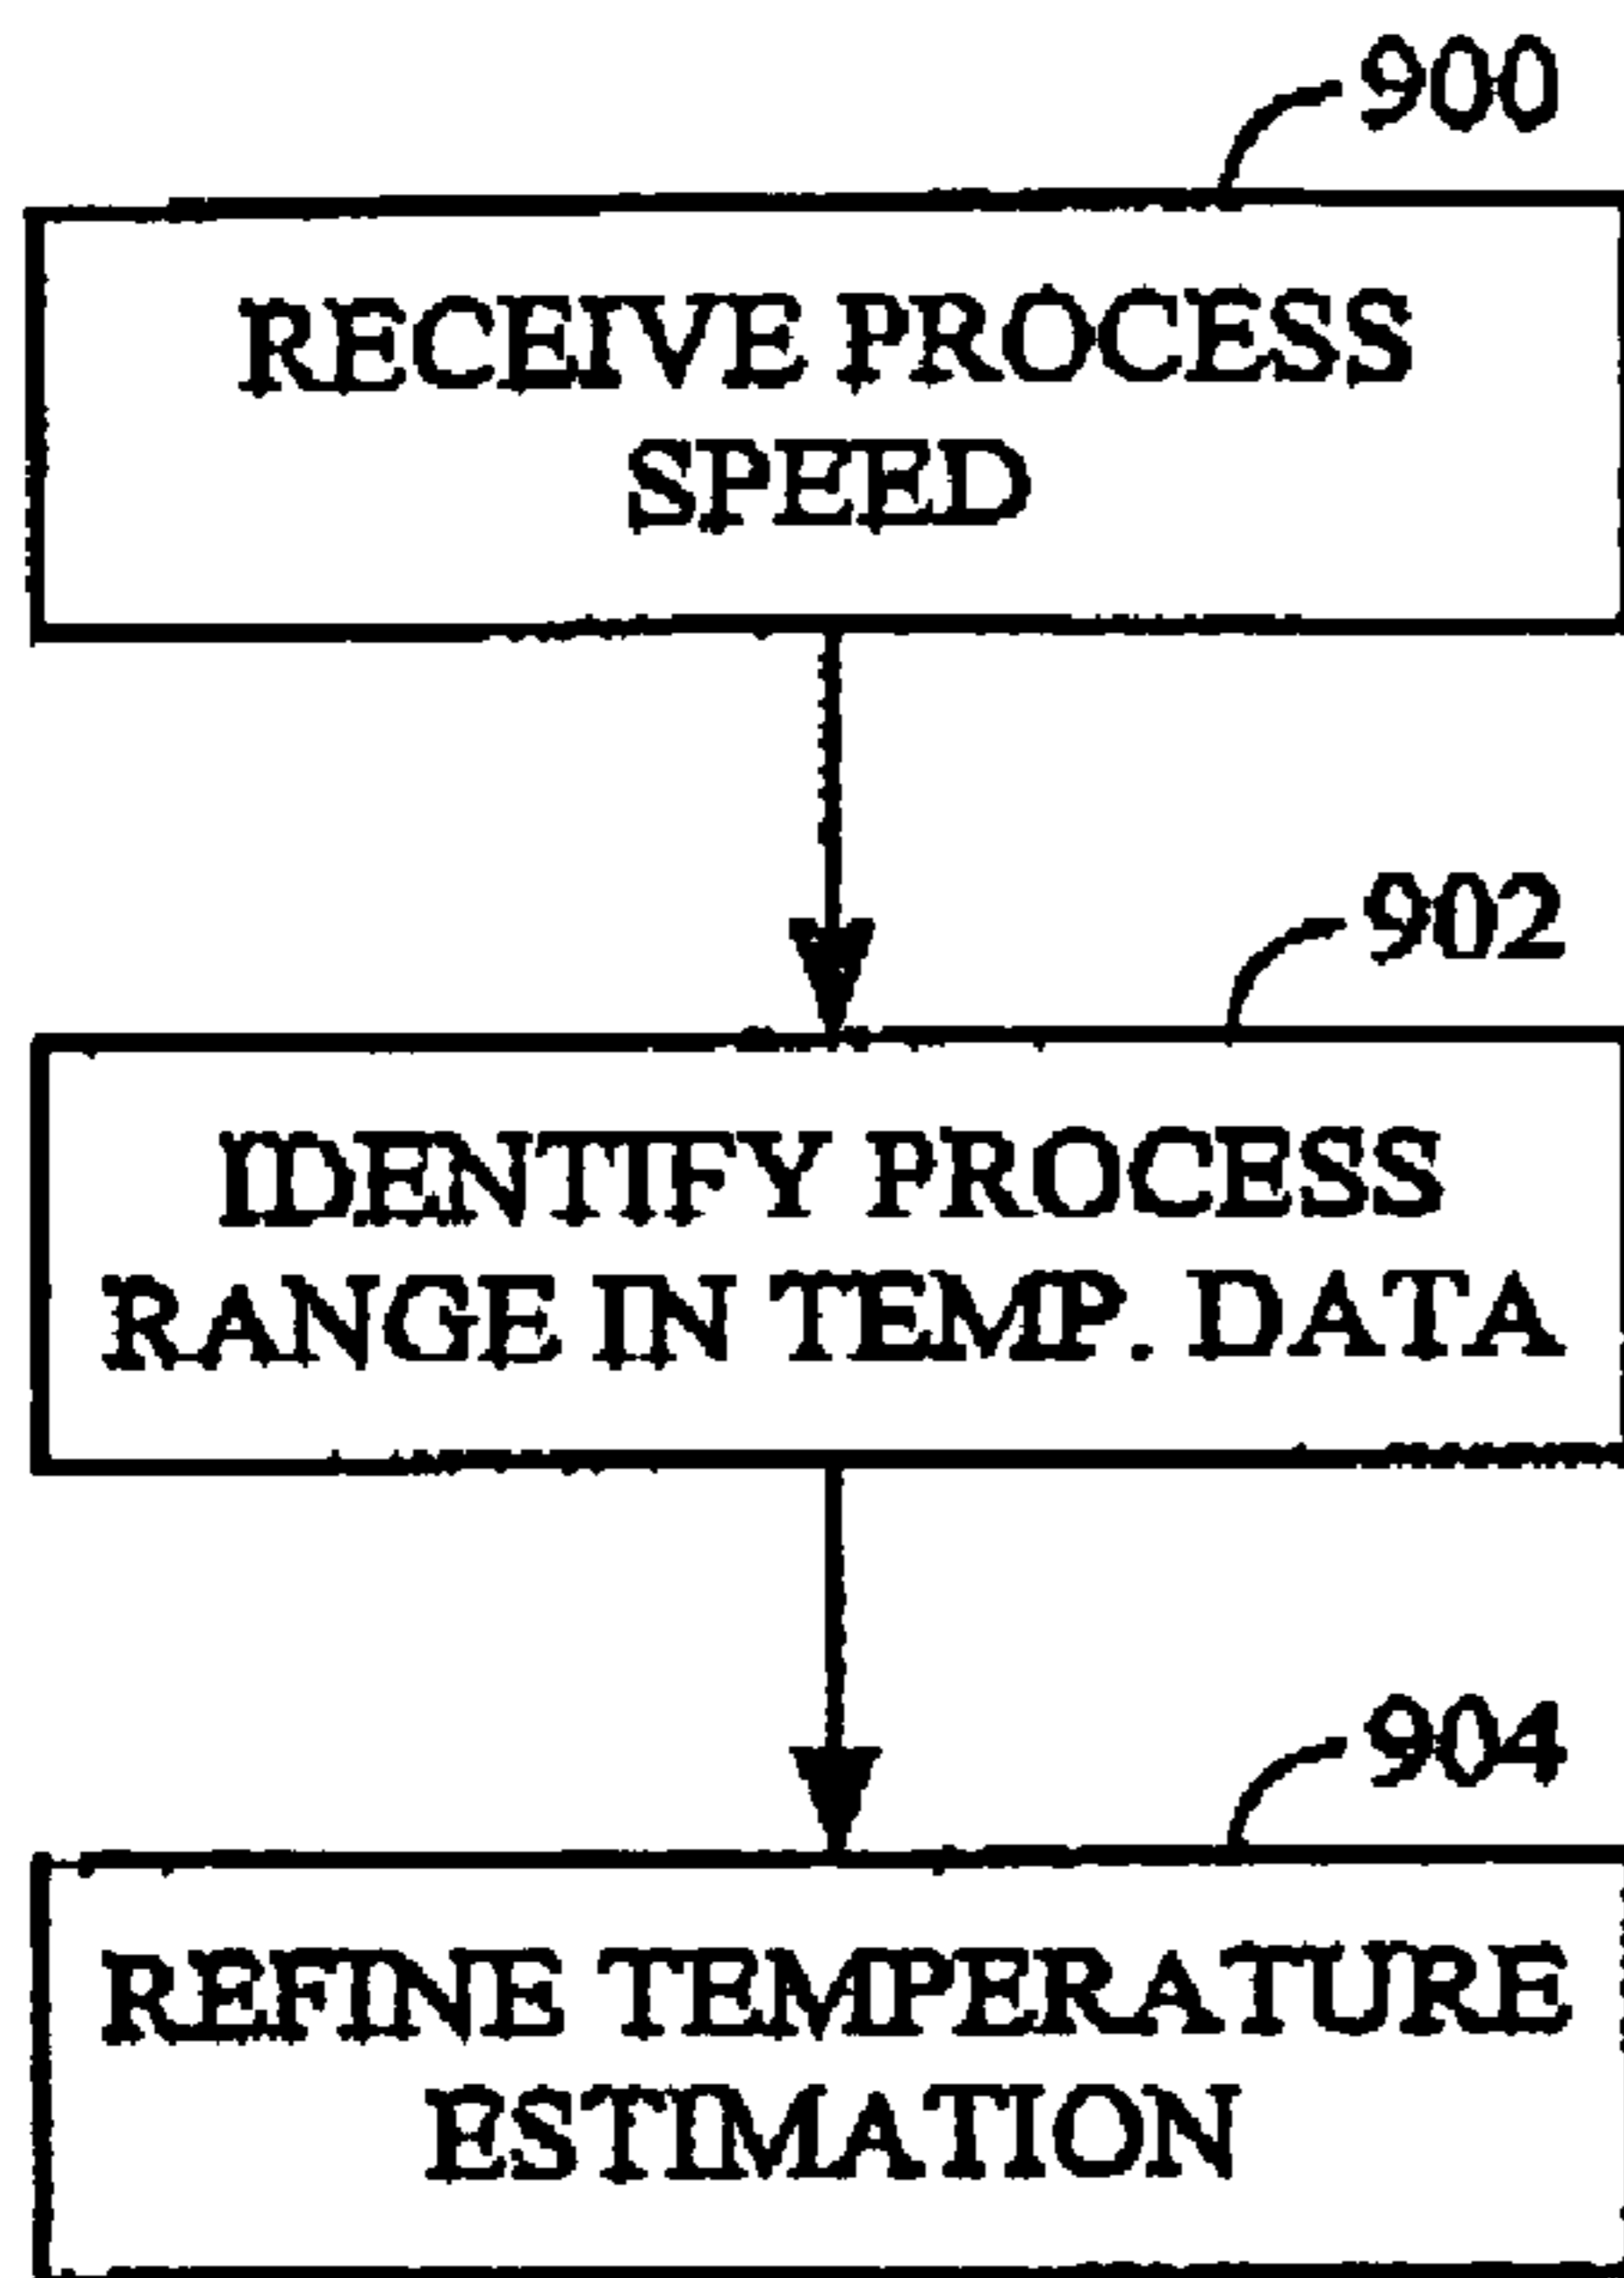 900
RECEIVE PROCESS
SPEED
902
IDENTIFY PROCESS
RANGE IN TEMP. DATA
904
REFINE TEMPERATURE
ESTIMATION